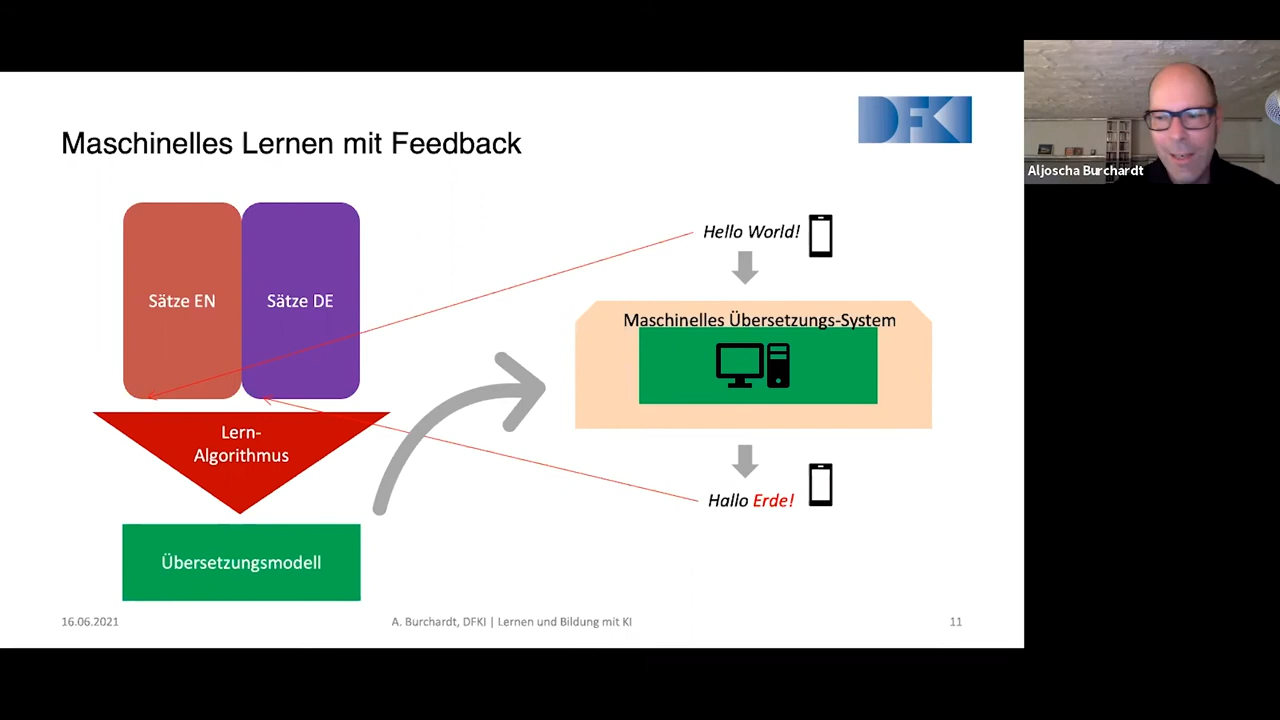 DFKI
Maschinelles Lernen mit Feedback
Aljoscha Burchardt
Sätze EN
Sätze DE
Lern-
Algorithmus
Übersetzungsmodell
Hello World!
Maschinelles Übersetzungs-System
Hallo Erde!
16.06.2021
A. Burchardt, DFKI | Lernen und Bildung mit KI
11